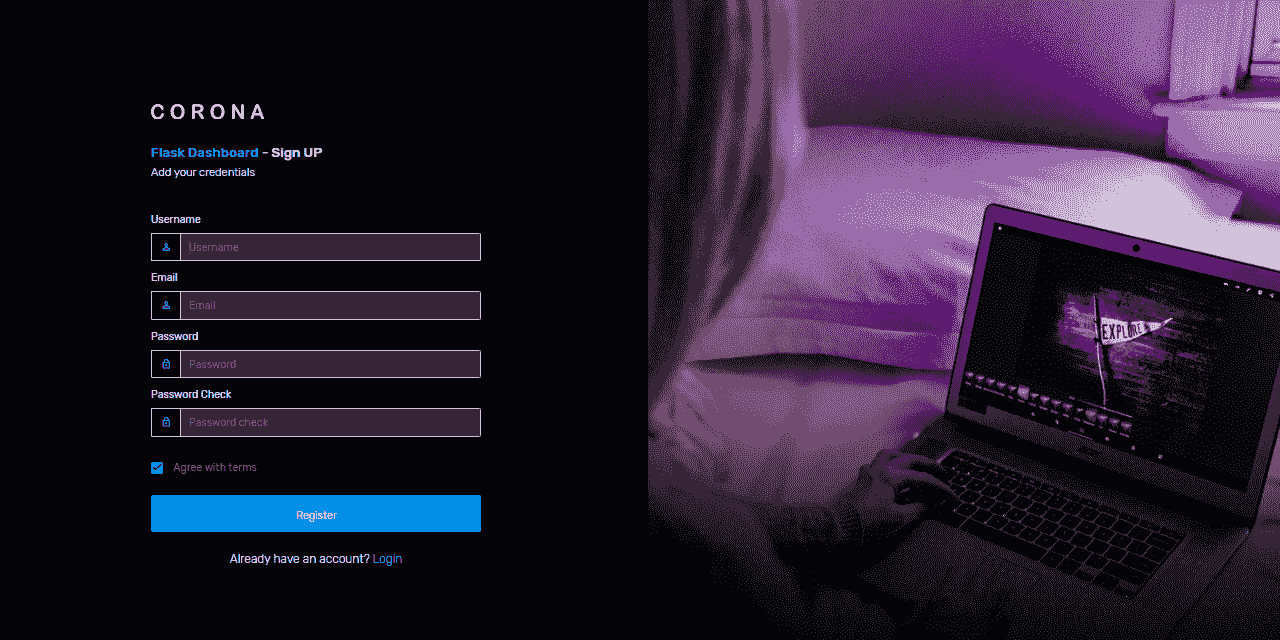 CORONA
Flask Dashboard - Sign UP
Add your credentials
Username
Username
Email
Email
Password
Password
Password Check
Password check
Agree with terms
Register
Already have an account? Login
EXPLORE